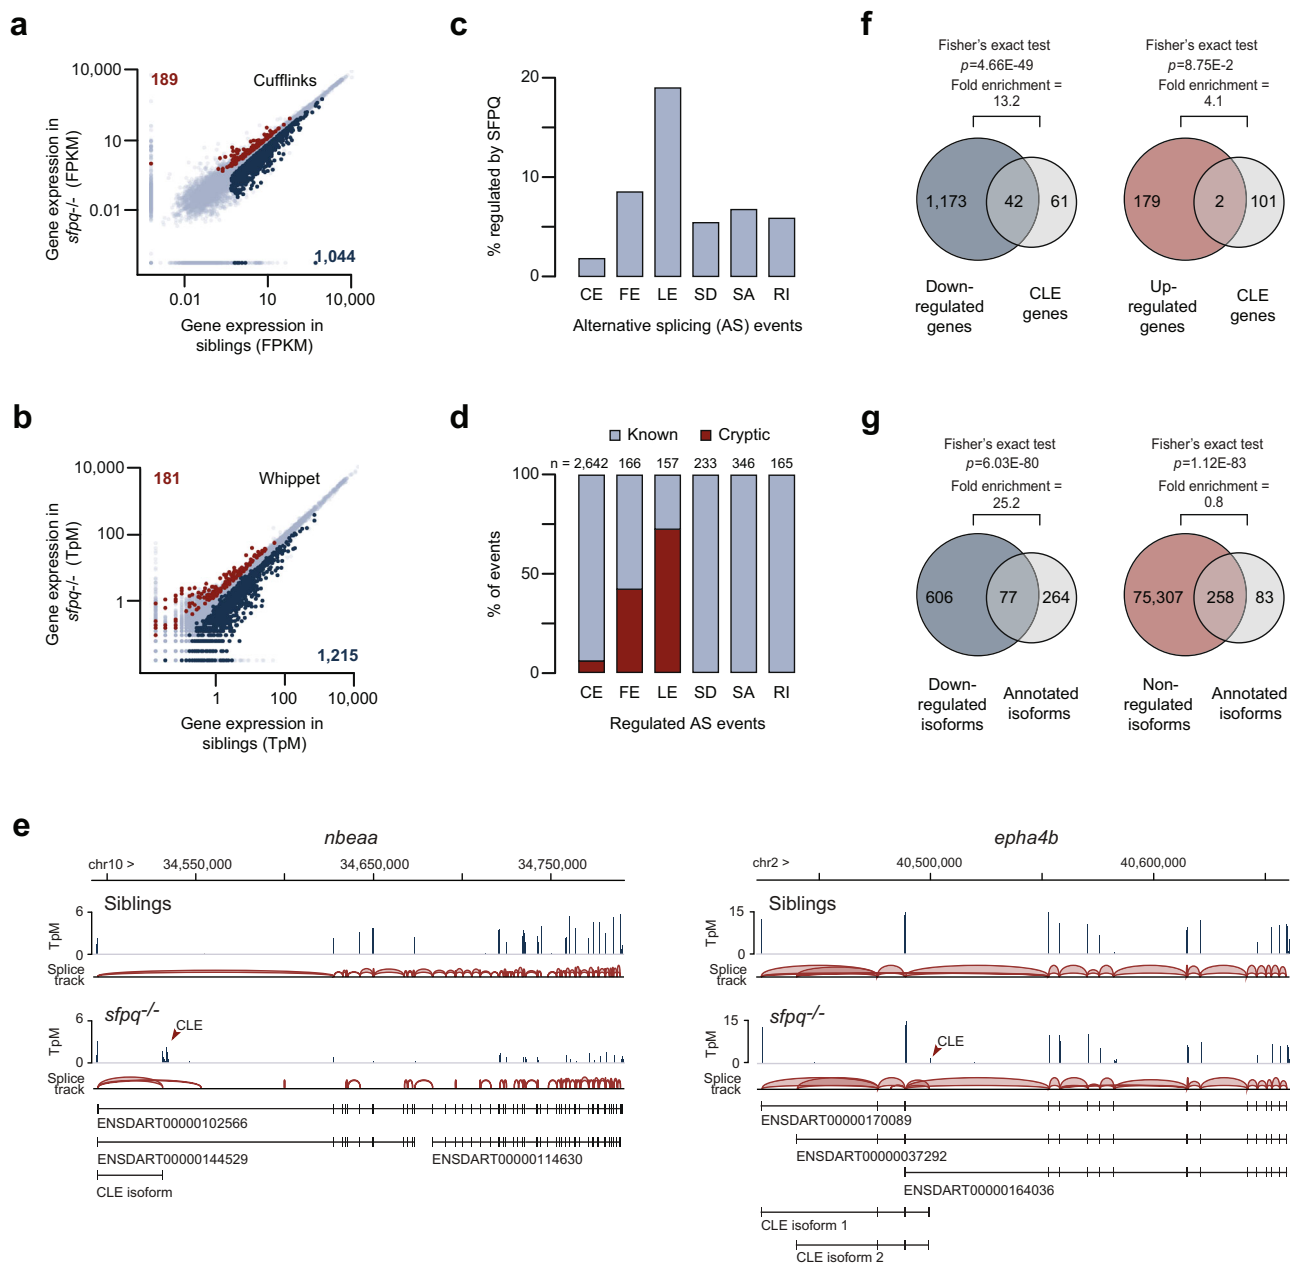 a
10,000
10
0.01
189
Cufflinks
1,044
0.01
10
10,000
Gene expression in
sfpq-/- (FPKM)
Gene expression in
siblings (FPKM)
b
10,000
100
1
181
Whippet
1,215
1
100
10,000
Gene expression in
sfpq-/- (TpM)
Gene expression in
siblings (TpM)
c
20
10
0
% regulated by SFPQ
CE
FE
LE
SD
SA
RI
Alternative splicing (AS) events
d
Known
Cryptic
n = 2,642
166
157
233
346
165
100
50
0
% of events
CE
FE
LE
SD
SA
RI
Regulated AS events
f
Fisher's exact test
p=4.66E-49
Fold enrichment =
13.2
1,173
42
61
Down-
regulated
genes
CLE
genes
Fisher's exact test
p=8.75E-2
Fold enrichment =
4.1
179
2
101
Up-
regulated
genes
CLE
genes
g
Fisher's exact test
p=6.03E-80
Fold enrichment =
25.2
606
77
264
Down-
regulated
isoforms
Annotated
isoforms
Fisher's exact test
p=1.12E-83
Fold enrichment =
0.8
75,307
258
83
Non-
regulated
isoforms
Annotated
isoforms
e
nbeaa
chr10 >
34,550,000
34,650,000
34,750,000
Siblings
6
0
TpM
Splice
track
sfpq-/-
CLE
6
0
TpM
Splice
track
ENSDART00000102566
ENSDART00000144529
ENSDART00000114630
CLE isoform
epha4b
chr2 >
40,500,000
40,600,000
Siblings
15
0
TpM
Splice
track
sfpq-/-
CLE
15
0
TpM
Splice
track
ENSDART00000170089
ENSDART00000037292
ENSDART00000164036
CLE isoform 1
CLE isoform 2